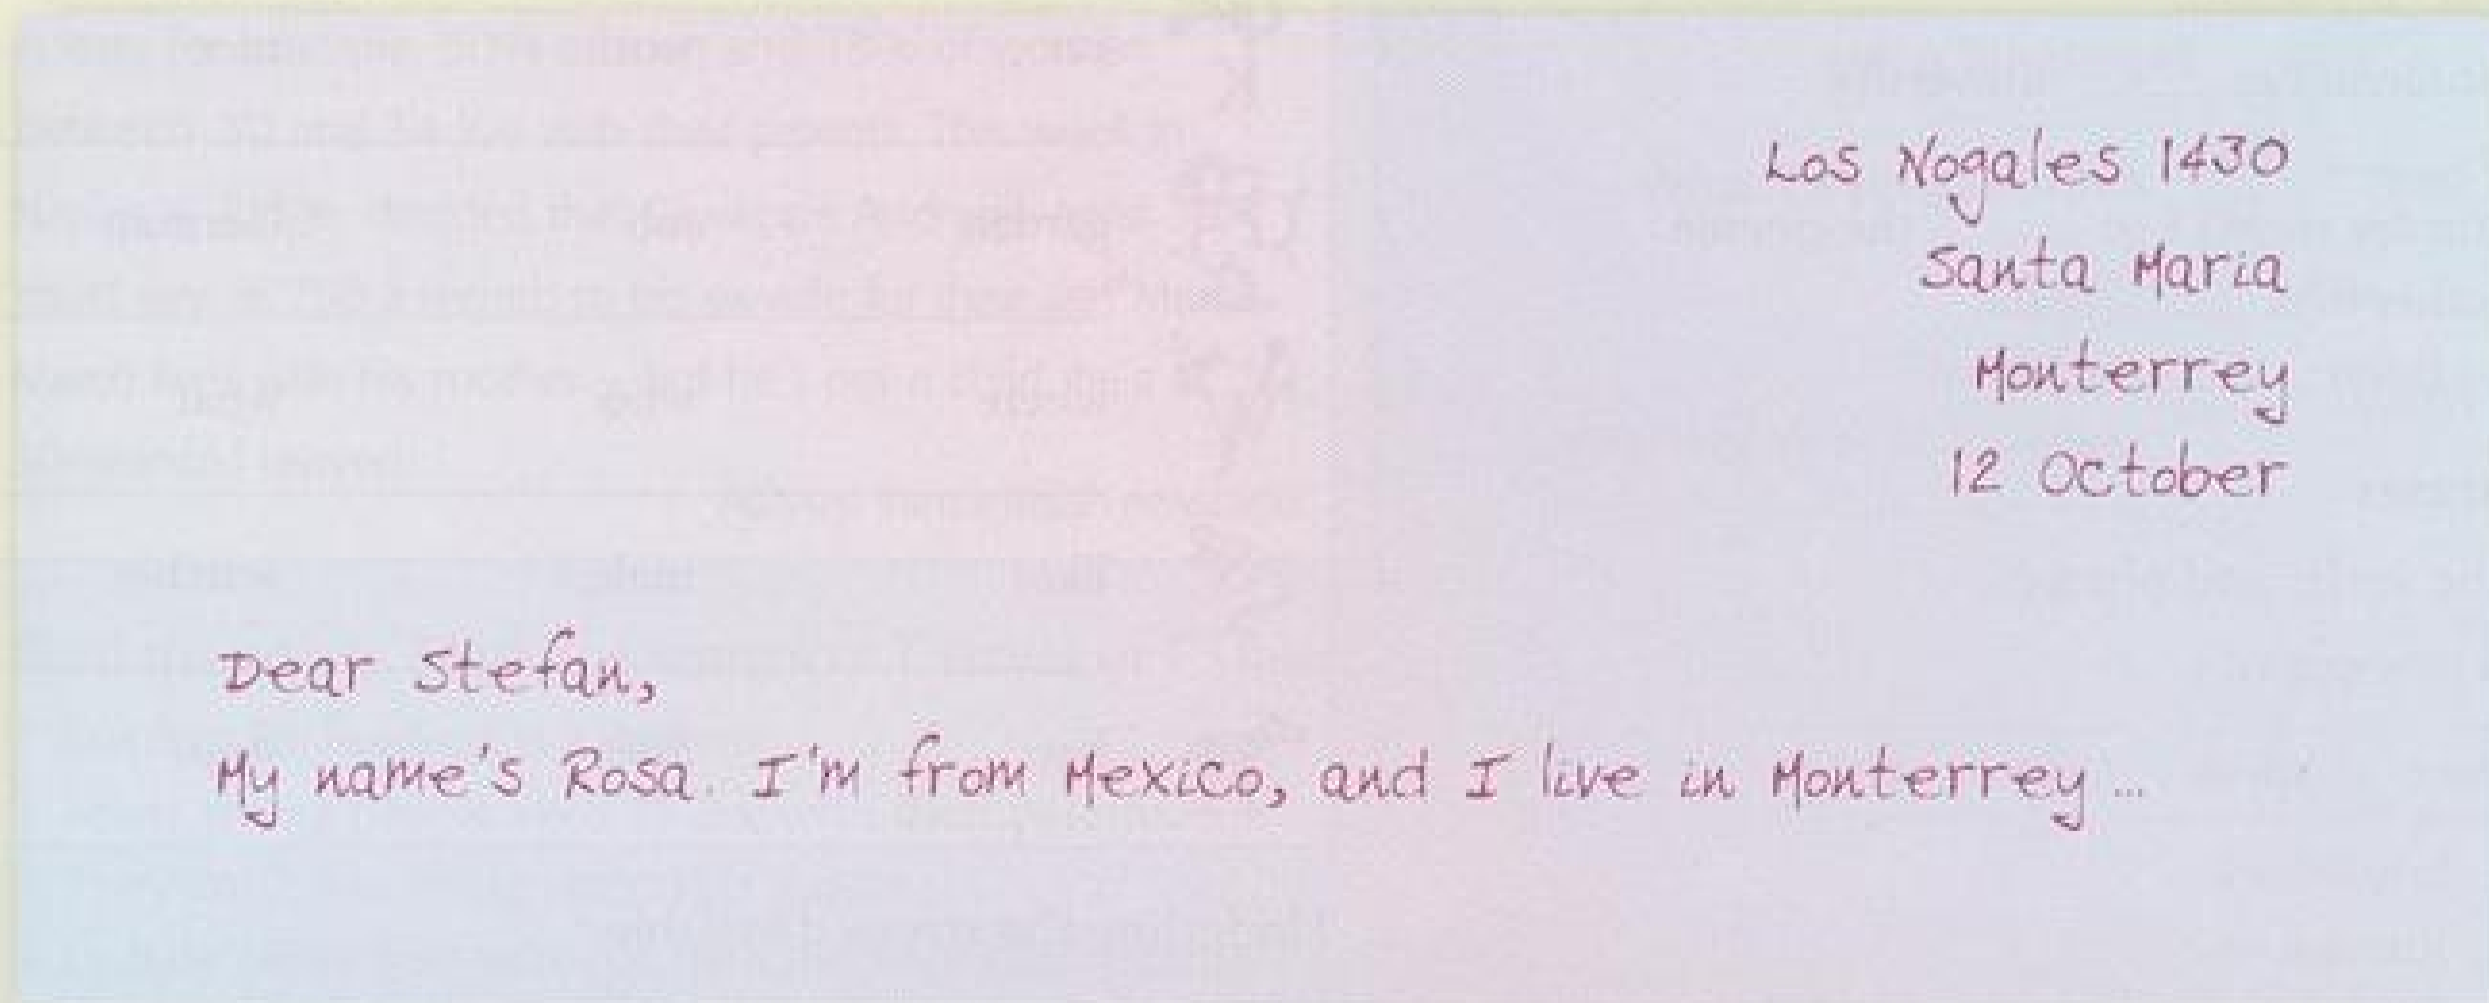 Los Nogales 1430
Santa Maria
Monterrey
12 October
Dear Stefan,
My name's Rosa. I'm from Mexico, and I live in Monterrey ...